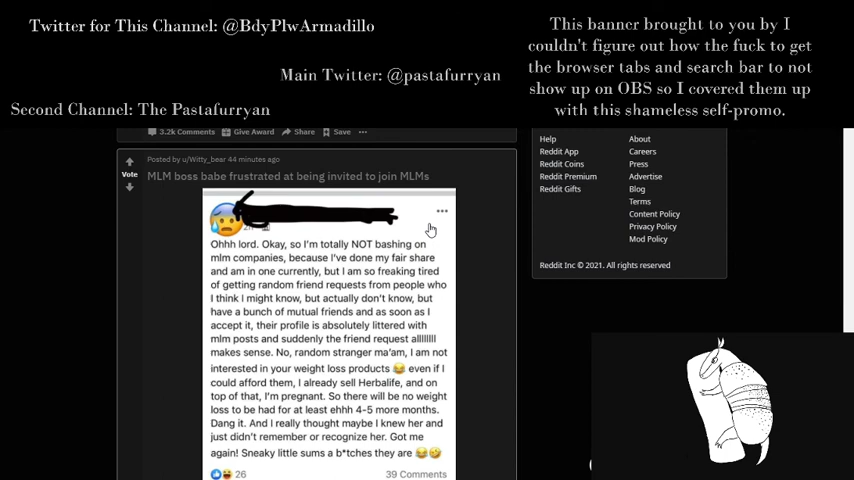 Twitter for This Channel: @BdyPlwArmadillo
Main Twitter: @pastafurryan
Second Channel: The Pastafurryan
This banner brought to you by I
couldn't figure out how the fuck to get
the browser tabs and search bar to not
show up on OBS so I covered them up
with this shameless self-promo.
3.2k Comments Give Award Share Save
Posted by u/Witty_bear 44 minutes ago
Vote
MLM boss babe frustrated at being invited to join MLMs
Ohhh lord. Okay, so I'm totally NOT bashing on
mlm companies, because I've done my fair share
and am in one currently, but I am so freaking tired
of getting random friend requests from people who
I think I might know, but actually don't know, but
have a bunch of mutual friends and as soon as I
accept it, their profile is absolutely littered with
mlm posts and suddenly the friend request allllllll
makes sense. No, random stranger ma'am, I am not
interested in your weight loss products 😂 even if I
could afford them, I already sell Herbalife, and on
top of that, I'm pregnant. So there will be no weight
loss to be had for at least ehhh 4-5 more months.
Dang it. And I really thought maybe I knew her and
just didn't remember or recognize her. Got me
again! Sneaky little sums a b*tches they are 😂🤣
26 39 Comments
Help About
Reddit App Careers
Reddit Coins Press
Reddit Premium Advertise
Reddit Gifts Blog
Terms
Content Policy
Privacy Policy
Mod Policy
Reddit Inc © 2021. All rights reserved